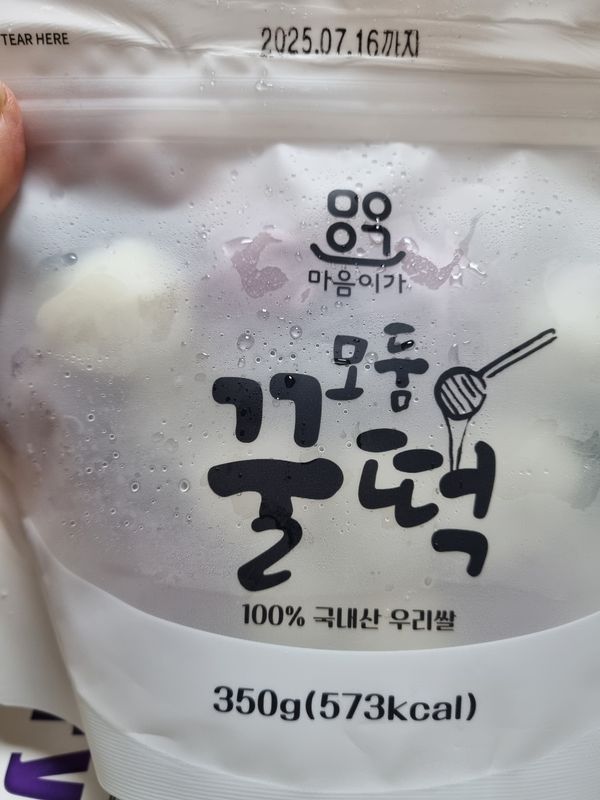 TEAR HERE
2025.07.16까지
마음이가
모둠
꿀떡
100% 국내산 우리쌀
350g(573kcal)
y